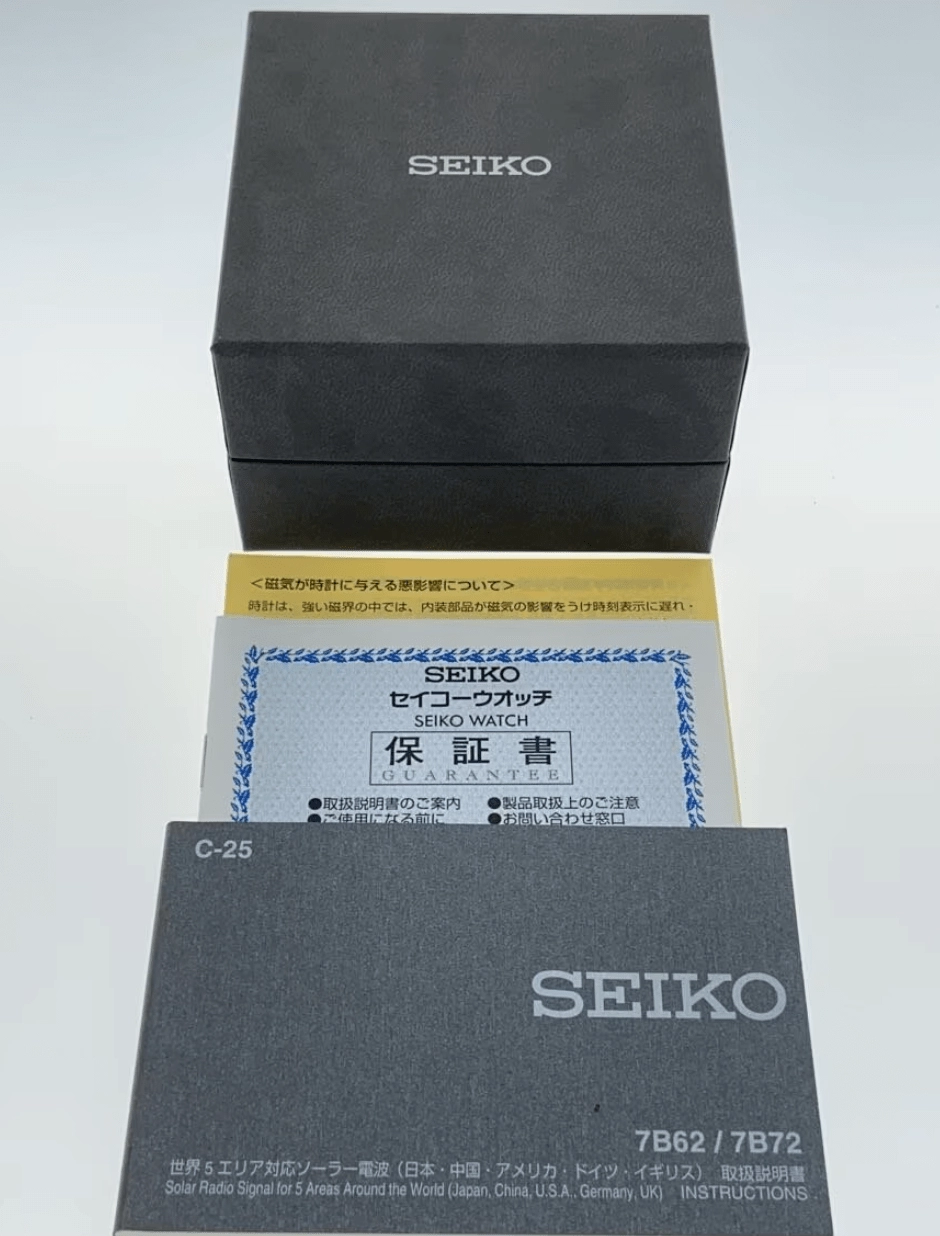 SEIKO
<磁気が時計に与える悪影響について>
時計は、強い磁界の中では、内装部品が磁気の影響をうけ時刻表示に遅れ・
SEIKO
セイコーウオッチ
SEIKO WATCH
保証書
GUARANTEE
●取扱説明書のご案内 ●製品取扱上のご注意
●ご使用になる前に ●お問い合わせ窓口
C-25
SEIKO
7B62 / 7B72
世界5エリア対応ソーラー電波(日本・中国・アメリカ・ドイツ・イギリス) 取扱説明書
Solar Radio Signal for 5 Areas Around the World (Japan, China, U.S.A., Germany, UK) INSTRUCTIONS